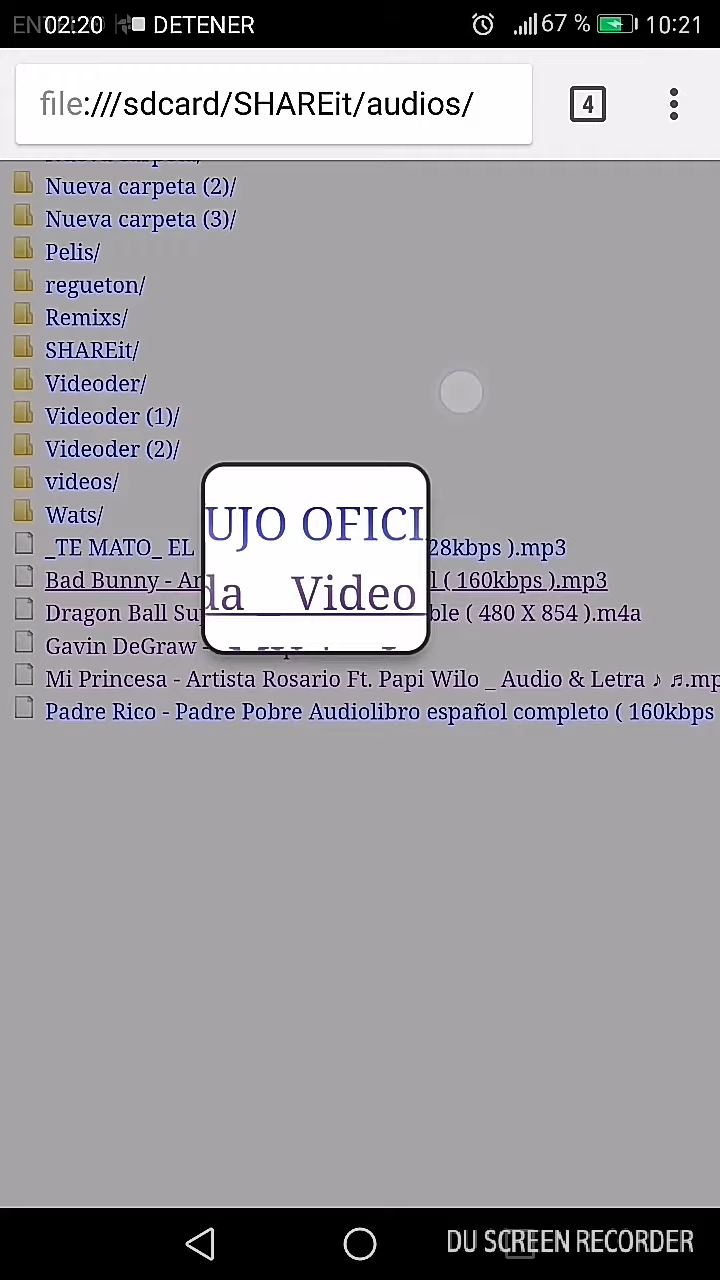 02:20 DETENER 67 % 10:21
file:///sdcard/SHAREit/audios/
4
Nueva carpeta (2)/
Nueva carpeta (3)/
Pelis/
regueton/
Remixs/
SHAREit/
Videoder/
Videoder (1)/
Videoder (2)/
videos/
Wats/
UJO OFICI
da _ Video
_TE MATO_ EL 28kbps ).mp3
Bad Bunny - l ( 160kbps ).mp3
Dragon Ball ble ( 480 X 854 ).m4a
Gavin DeGraw -
Mi Princesa - Artista Rosario Ft. Papi Wilo _ Audio & Letra ♪ ♬.mp
Padre Rico - Padre Pobre Audiolibro español completo ( 160kbps
DU SCREEN RECORDER